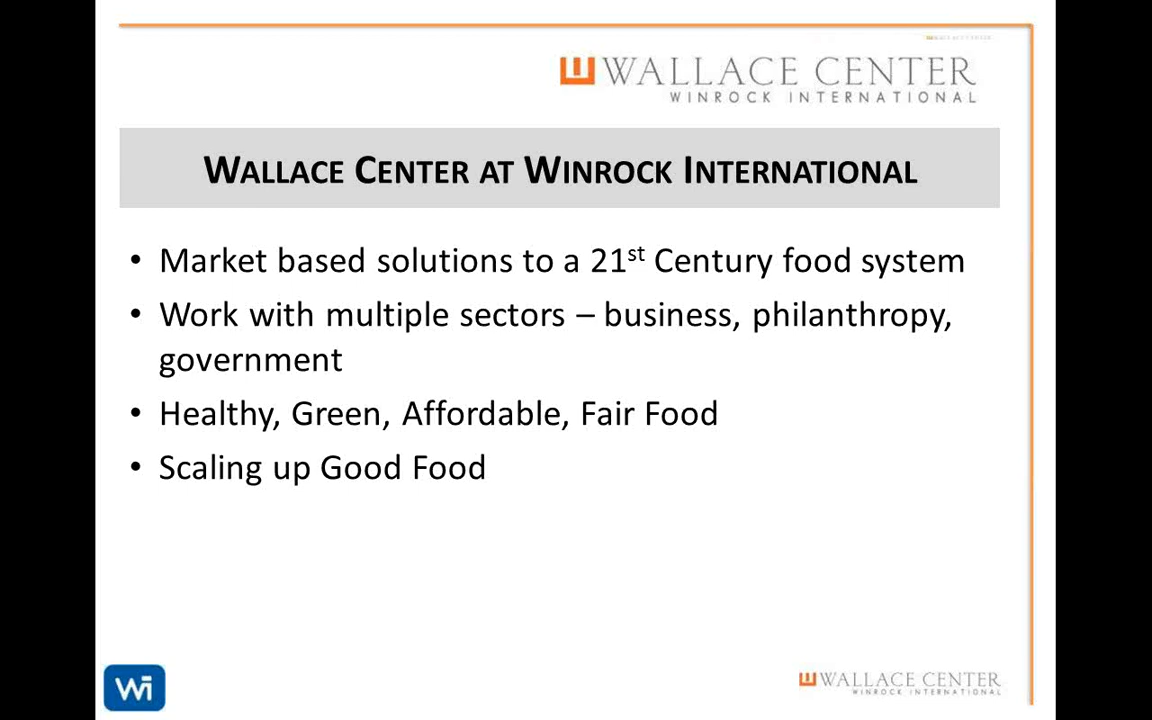 WALLACE CENTER
WALLACE CENTER
WINROCK INTERNATIONAL
WALLACE CENTER AT WINROCK INTERNATIONAL
• Market based solutions to a 21st Century food system
• Work with multiple sectors – business, philanthropy,
government
• Healthy, Green, Affordable, Fair Food
• Scaling up Good Food
Wi
WALLACE CENTER
WINROCK INTERNATIONAL